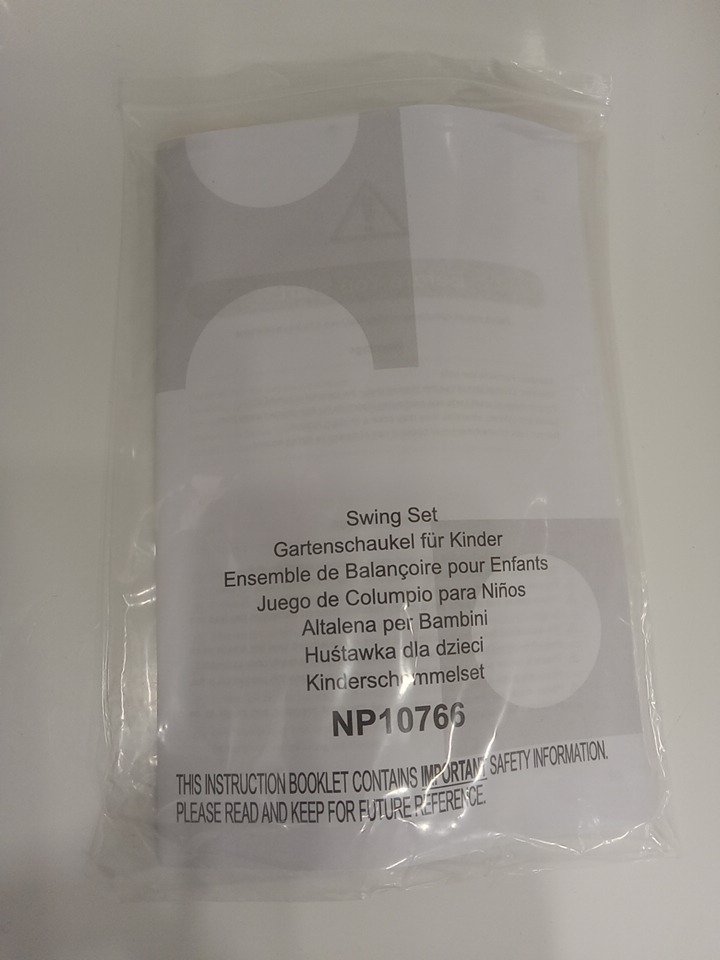 Swing Set
Gartenschaukel für Kinder
Ensemble de Balançoire pour Enfants
Juego de Columpio para Niños
Altalena per Bambini
Huśtawka dla dzieci
Kinderschommelset
NP10766
THIS INSTRUCTION BOOKLET CONTAINS IMPORTANT SAFETY INFORMATION.
PLEASE READ AND KEEP FOR FUTURE REFERENCE.